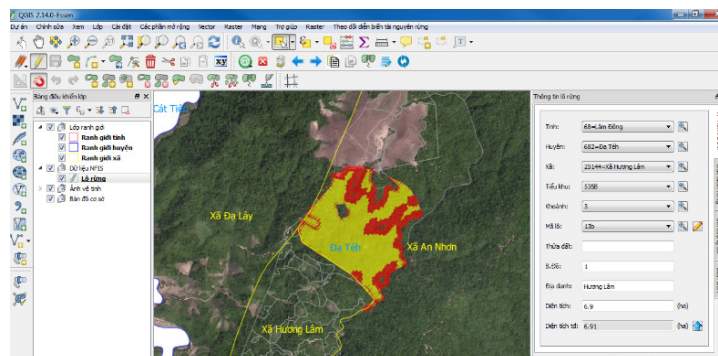 QGIS 2.14.0-Essen
Dự án Chỉnh sửa Xem Lớp Cài đặt Các phần mở rộng Vector Raster Mạng Trợ giúp Raster Theo dõi diễn biến tài nguyên rừng
Bảng điều khiển lớp
Lớp ranh giới
Ranh giới tỉnh
Ranh giới huyện
Ranh giới xã
Dữ liệu NFIS
Lô rừng
Ảnh vệ tinh
Bản đồ cơ sở
Cát Tiên
Xã Đạ Lây
Đạ Tẻh
Xã An Nhơn
Xã Hương Lâm
Thông tin lô rừng
Tỉnh: 68=Lâm Đồng
Huyện: 682=Đạ Tẻh
Xã: 25144=Xã Hương Lâm
Tiểu khu: 535B
Khoảnh: 3
Mã lô: 13b
Thửa đất:
B.Đồ: 1
Địa danh: Hương Lâm
Diện tích: 6.9 (ha)
Diện tích td: 6.91 (ha)